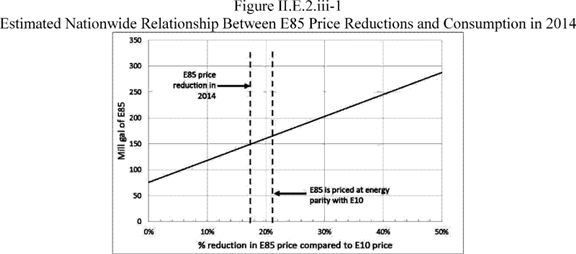 Figure II.E.2.iii-1
Estimated Nationwide Relationship Between E85 Price Reductions and Consumption in 2014
350
300
250
200
150
100
50
0
Mill gal of E85
E85 price
reduction in
2014
E85 is priced at energy
parity with E10
0%
10%
20%
30%
40%
50%
% reduction in E85 price compared to E10 price